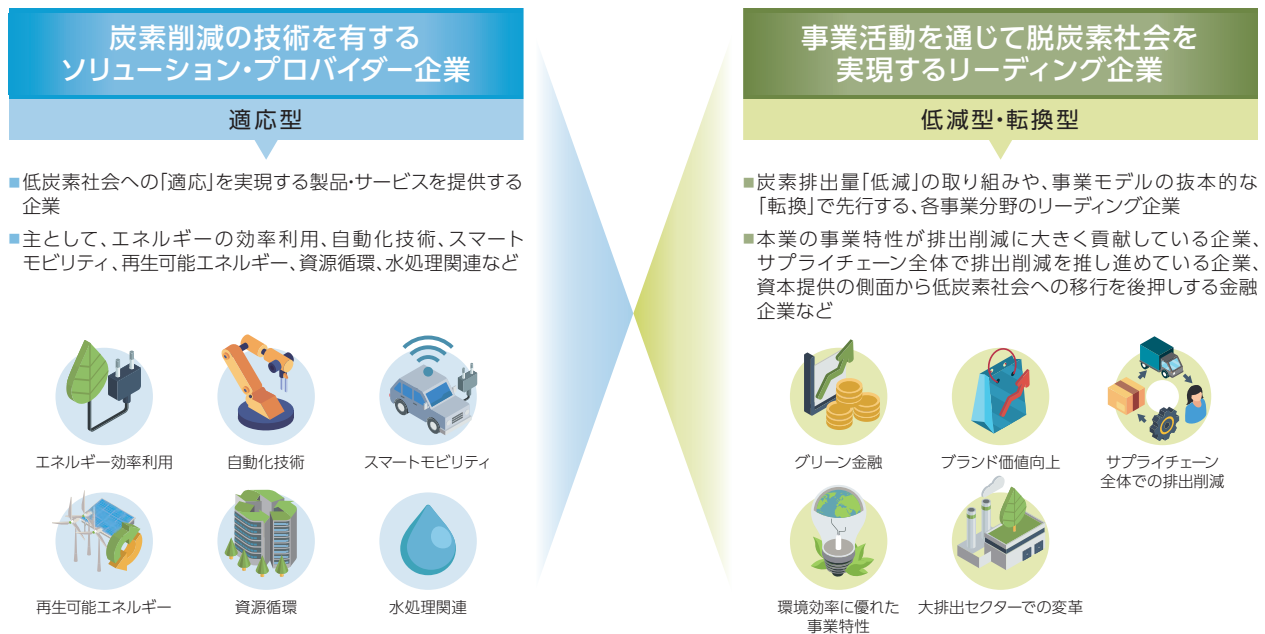 炭素削減の技術を有する
ソリューション・プロバイダー企業
適応型
■低炭素社会への「適応」を実現する製品・サービスを提供する
企業
■主として、エネルギーの効率利用、自動化技術、スマート
モビリティ、再生可能エネルギー、資源循環、水処理関連など
エネルギー効率利用
自動化技術
スマートモビリティ
再生可能エネルギー
資源循環
水処理関連
事業活動を通じて脱炭素社会を
実現するリーディング企業
低減型・転換型
■炭素排出量「低減」の取り組みや、事業モデルの抜本的な
「転換」で先行する、各事業分野のリーディング企業
■本業の事業特性が排出削減に大きく貢献している企業、
サプライチェーン全体で排出削減を推し進めている企業、
資本提供の側面から低炭素社会への移行を後押しする金融
企業など
グリーン金融
ブランド価値向上
サプライチェーン
全体での排出削減
環境効率に優れた
事業特性
大排出セクターでの変革